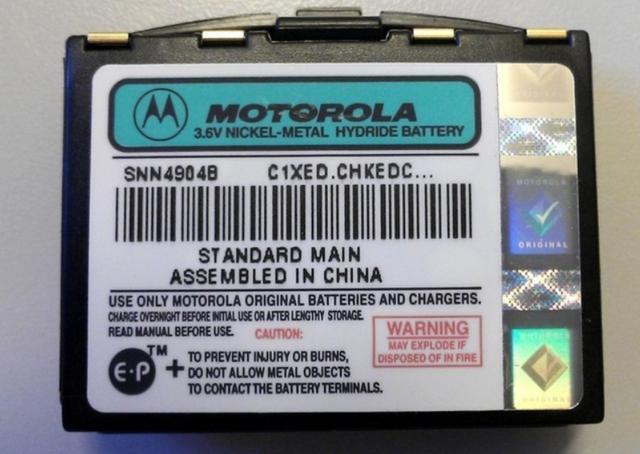 MOTOROLA
3.6V NICKEL-METAL HYDRIDE BATTERY
SNN4904B C1XED.CHKEDC...
STANDARD MAIN
ASSEMBLED IN CHINA
USE ONLY MOTOROLA ORIGINAL BATTERIES AND CHARGERS.
CHARGE OVERNIGHT BEFORE INITIAL USE OR AFTER LENGTHY STORAGE.
READ MANUAL BEFORE USE. CAUTION:
WARNING
MAY EXPLODE IF
DISPOSED OF IN FIRE
E·P TM + TO PREVENT INJURY OR BURNS,
DO NOT ALLOW METAL OBJECTS
TO CONTACT THE BATTERY TERMINALS.
MOTOROLA
ORIGINAL
MOTOROLA
ORIGINAL